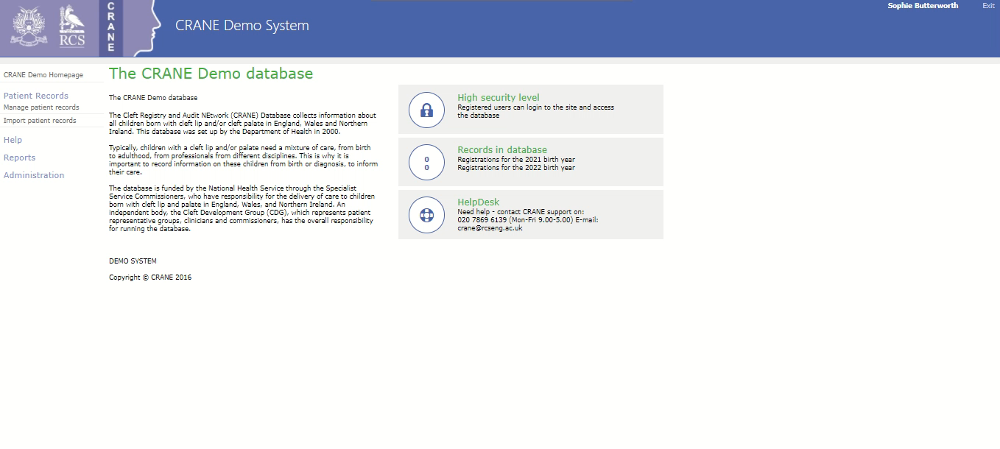 RCS
CRANE
CRANE Demo System
Sophie Butterworth
Exit
CRANE Demo Homepage
Patient Records
Manage patient records
Import patient records
Help
Reports
Administration
The CRANE Demo database
The CRANE Demo database
The Cleft Registry and Audit NEtwork (CRANE) Database collects information about
all children born with cleft lip and/or cleft palate in England, Wales and Northern
Ireland. This database was set up by the Department of Health in 2000.
Typically, children with a cleft lip and/or palate need a mixture of care, from birth
to adulthood, from professionals from different disciplines. This is why it is
important to record information on these children from birth or diagnosis, to inform
their care.
The database is funded by the National Health Service through the Specialist
Service Commissioners, who have responsibility for the delivery of care to children
born with cleft lip and palate in England, Wales, and Northern Ireland. An
independent body, the Cleft Development Group (CDG), which represents patient
representative groups, clinicians and commissioners, has the overall responsibility
for running the database.
DEMO SYSTEM
Copyright © CRANE 2016
High security level
Registered users can login to the site and access
the database
Records in database
0 Registrations for the 2021 birth year
0 Registrations for the 2022 birth year
HelpDesk
Need help - contact CRANE support on:
020 7869 6139 (Mon-Fri 9.00-5.00) E-mail:
crane@rcseng.ac.uk